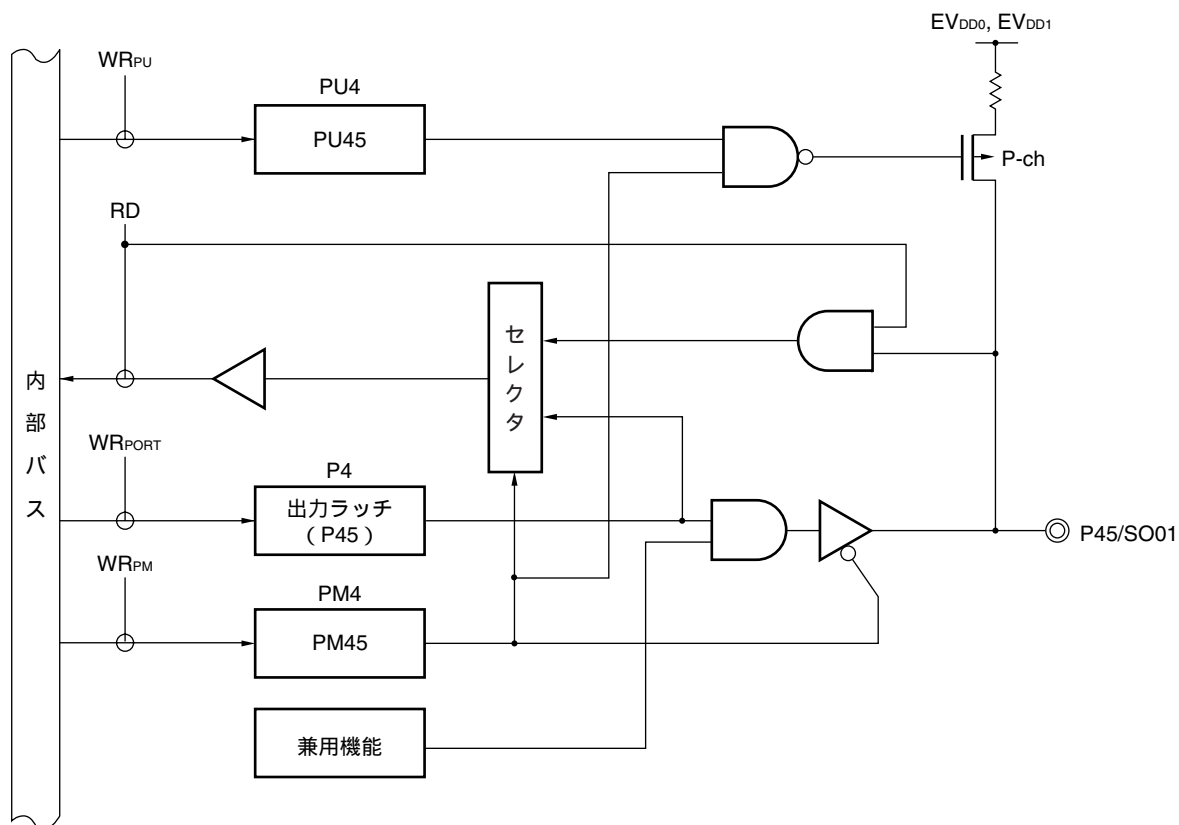 EVDD0, EVDD1
WRPU
PU4
PU45
P-ch
RD
セレクタ
内部バス
WRPORT
P4
出力ラッチ
( P45 )
P45/SO01
WRPM
PM4
PM45
兼用機能